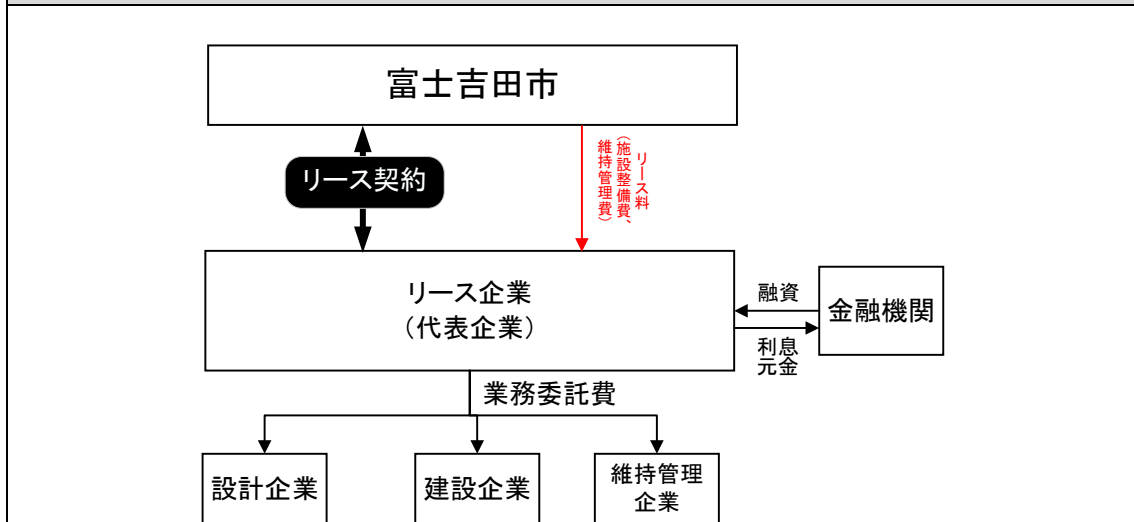 富士吉田市
リース契約
リース料
(施設整備費、
維持管理費)
リース企業
(代表企業)
融資
利息
元金
金融機関
業務委託費
設計企業
建設企業
維持管理
企業